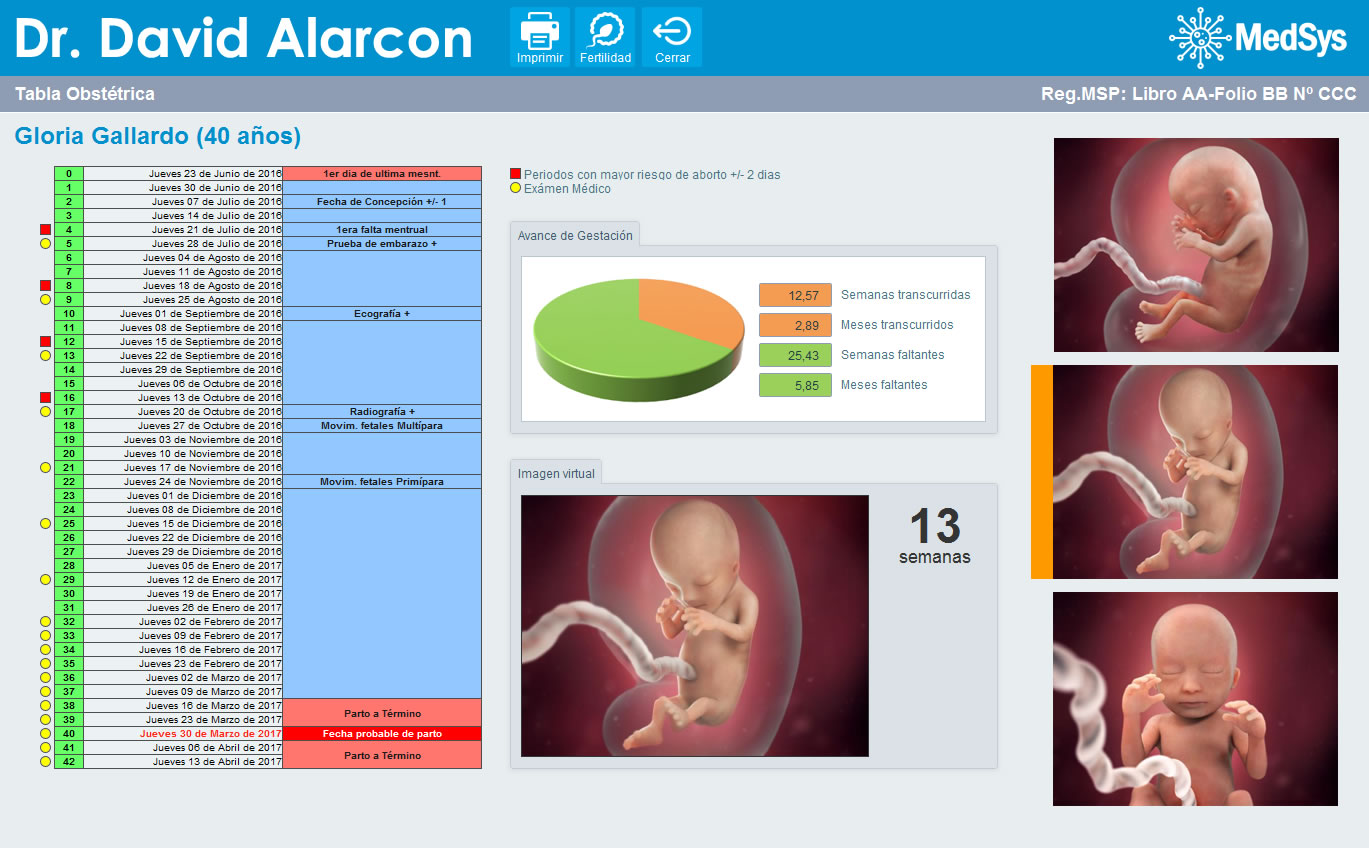 Dr. David Alarcon
Imprimir
Fertilidad
Cerrar
MedSys
Tabla Obstétrica
Reg.MSP: Libro AA-Folio BB Nº CCC
Gloria Gallardo (40 años)
0 Jueves 23 de Junio de 2016 1er dia de ultima mesnt.
1 Jueves 30 de Junio de 2016
2 Jueves 07 de Julio de 2016 Fecha de Concepción +/- 1
3 Jueves 14 de Julio de 2016
4 Jueves 21 de Julio de 2016 1era falta mentrual
5 Jueves 28 de Julio de 2016 Prueba de embarazo +
6 Jueves 04 de Agosto de 2016
7 Jueves 11 de Agosto de 2016
8 Jueves 18 de Agosto de 2016
9 Jueves 25 de Agosto de 2016
10 Jueves 01 de Septiembre de 2016 Ecografía +
11 Jueves 08 de Septiembre de 2016
12 Jueves 15 de Septiembre de 2016
13 Jueves 22 de Septiembre de 2016
14 Jueves 29 de Septiembre de 2016
15 Jueves 06 de Octubre de 2016
16 Jueves 13 de Octubre de 2016
17 Jueves 20 de Octubre de 2016 Radiografía +
18 Jueves 27 de Octubre de 2016 Movim. fetales Multípara
19 Jueves 03 de Noviembre de 2016
20 Jueves 10 de Noviembre de 2016
21 Jueves 17 de Noviembre de 2016
22 Jueves 24 de Noviembre de 2016 Movim. fetales Primípara
23 Jueves 01 de Diciembre de 2016
24 Jueves 08 de Diciembre de 2016
25 Jueves 15 de Diciembre de 2016
26 Jueves 22 de Diciembre de 2016
27 Jueves 29 de Diciembre de 2016
28 Jueves 05 de Enero de 2017
29 Jueves 12 de Enero de 2017
30 Jueves 19 de Enero de 2017
31 Jueves 26 de Enero de 2017
32 Jueves 02 de Febrero de 2017
33 Jueves 09 de Febrero de 2017
34 Jueves 16 de Febrero de 2017
35 Jueves 23 de Febrero de 2017
36 Jueves 02 de Marzo de 2017
37 Jueves 09 de Marzo de 2017
38 Jueves 16 de Marzo de 2017
Parto a Término
39 Jueves 23 de Marzo de 2017
40 Jueves 30 de Marzo de 2017 Fecha probable de parto
41 Jueves 06 de Abril de 2017
Parto a Término
42 Jueves 13 de Abril de 2017
Periodos con mayor riesgo de aborto +/- 2 dias
Exámen Médico
Avance de Gestación
12,57 Semanas transcurridas
2,89 Meses transcurridos
25,43 Semanas faltantes
5,85 Meses faltantes
Imagen virtual
13
semanas